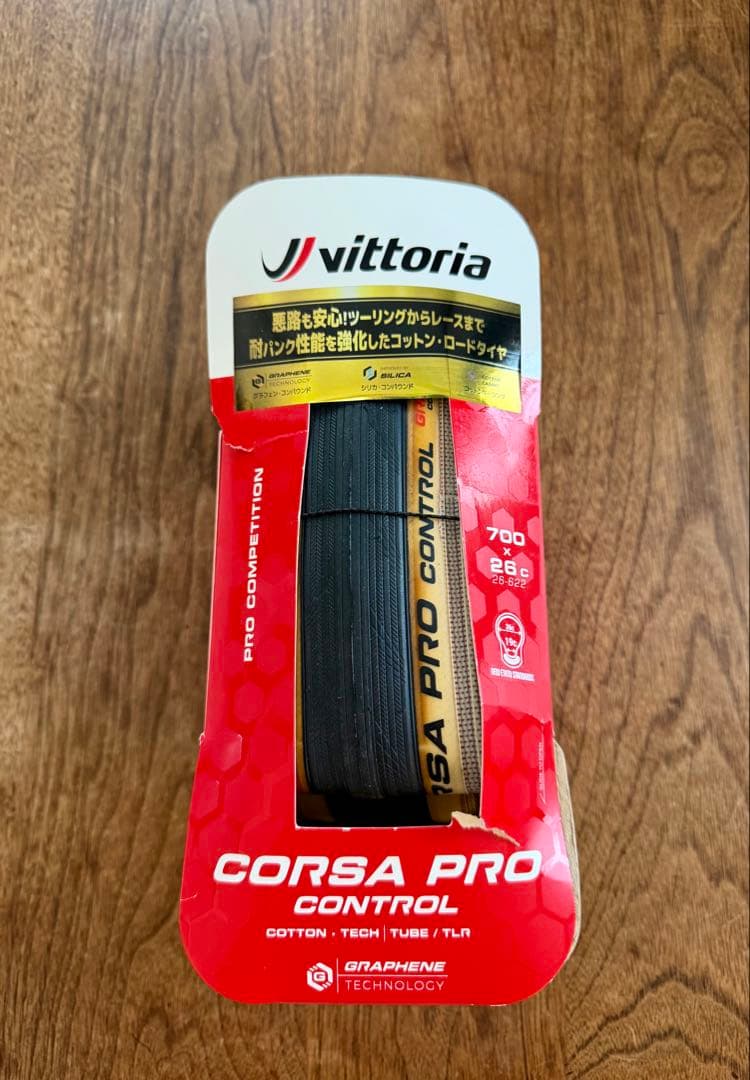 vittoria
悪路も安心!ツーリングからレースまで
耐パンク性能を強化したコットン・ロードタイヤ
GRAPHENE
TECHNOLOGY
グラフェン・コンパウンド
SILICA
シリカ・コンパウンド
PRO COMPETITION
RSA PRO CONTROL
700
x
26 c
26-622
19c
CORSA PRO
CONTROL
COTTON · TECH | TUBE / TLR
G GRAPHENE
TECHNOLOGY